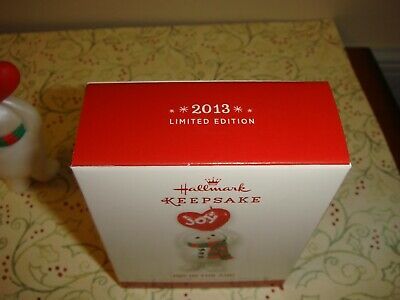 * 2013 *
LIMITED EDITION
Hallmark
KEEPSAKE
Joy